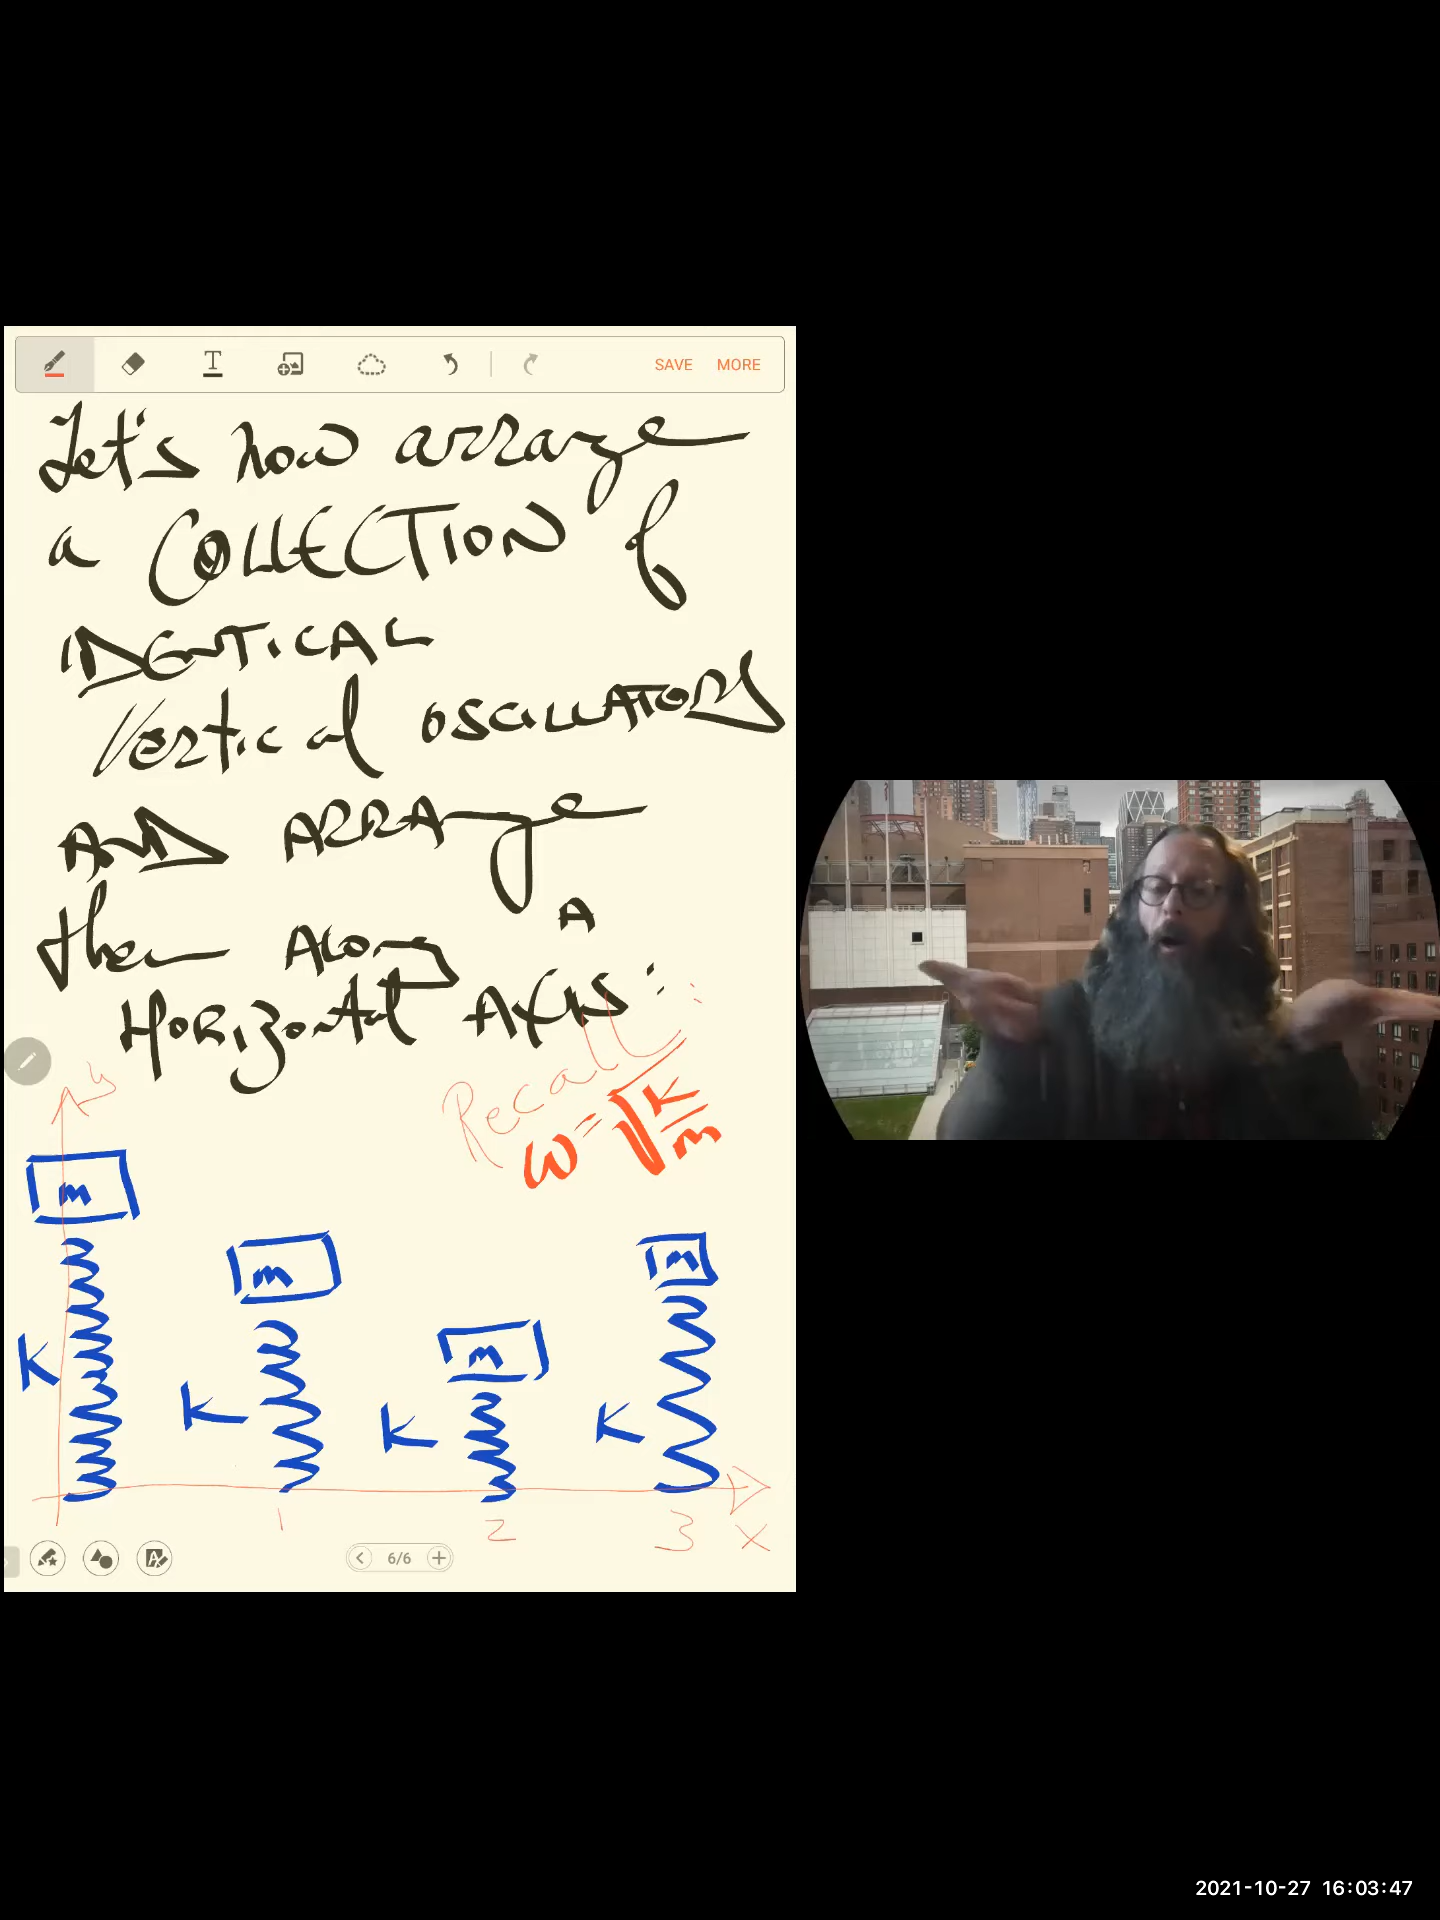 SAVE MORE
Let's now arrange
a COLLECTION of
IDENTICAL
Vertical OSCILLATORY
AND ARRAnge
them Along A
HORIZontal AXIS:
y
Recall:
ω = √K/m
m
m
m
m
K
K
K
K
1 2 3 x
6/6
2021-10-27 16:03:47